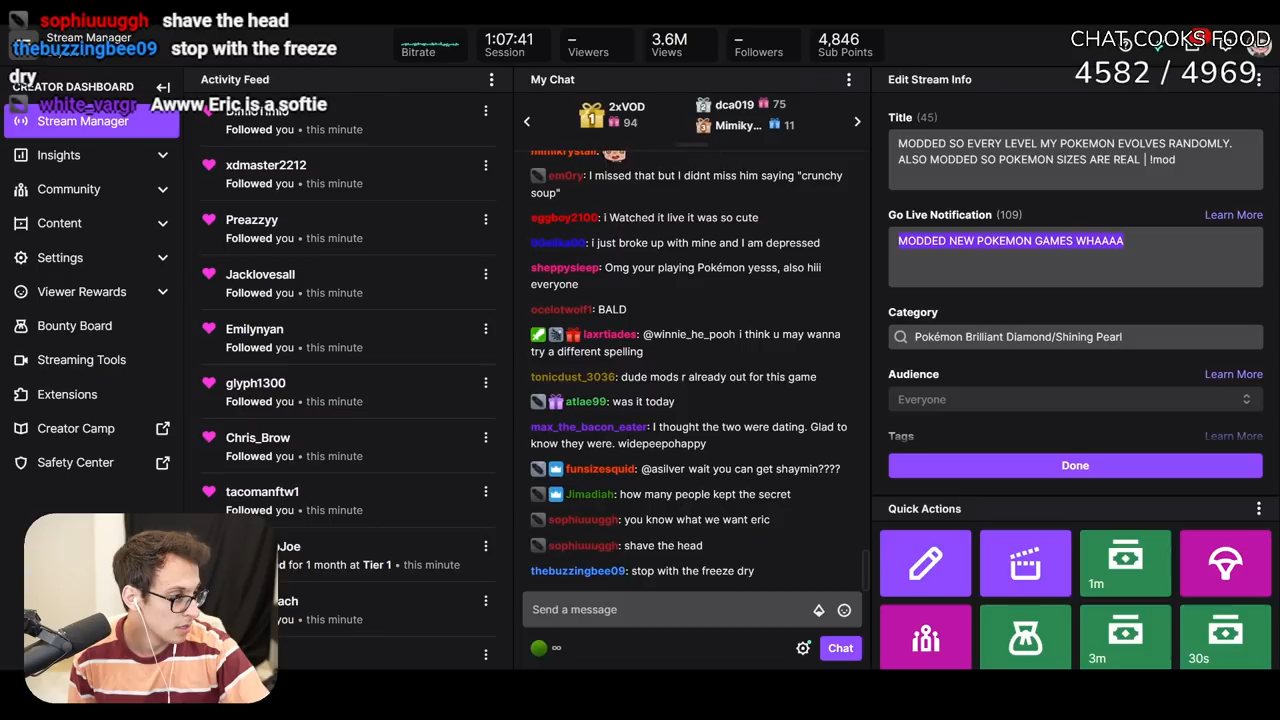 sophiuuuggh shave the head
thebuzzingbee09 stop with the freeze
dry
white_vargr Awww Eric is a softie
Stream Manager
Bitrate
1:07:41
Session
–
Viewers
3.6M
Views
–
Followers
4,846
Sub Points
CHAT COOKS FOOD
4582 / 4969
CREATOR DASHBOARD
Stream Manager
Insights
Community
Content
Settings
Viewer Rewards
Bounty Board
Streaming Tools
Extensions
Creator Camp
Safety Center
Activity Feed
Followed you • this minute
xdmaster2212
Followed you • this minute
Preazzyy
Followed you • this minute
Jacklovesall
Followed you • this minute
Emilynyan
Followed you • this minute
glyph1300
Followed you • this minute
Chris_Brow
Followed you • this minute
tacomanftw1
Followed you • this minute
Joe
for 1 month at Tier 1 • this minute
ach
you • this minute
My Chat
1 2xVOD
94
2 dca019 75
3 Mimiky... 11
mimikrystall:
em0ry: I missed that but I didnt miss him saying "crunchy
soup"
eggboy2100: i Watched it live it was so cute
i just broke up with mine and I am depressed
sheppysleep: Omg your playing Pokémon yesss, also hiii
everyone
ocelotwolf1: BALD
laxrtiades: @winnie_he_pooh i think u may wanna
try a different spelling
tonicdust_3036: dude mods r already out for this game
atlae99: was it today
max_the_bacon_eater: I thought the two were dating. Glad to
know they were. widepeepohappy
funsizesquid: @asilver wait you can get shaymin????
Jimadiah: how many people kept the secret
sophiuuuggh: you know what we want eric
sophiuuuggh: shave the head
thebuzzingbee09: stop with the freeze dry
Send a message
∞
Chat
Edit Stream Info
Title (45)
MODDED SO EVERY LEVEL MY POKEMON EVOLVES RANDOMLY.
ALSO MODDED SO POKEMON SIZES ARE REAL | !mod
Go Live Notification (109)
Learn More
MODDED NEW POKEMON GAMES WHAAAA
Category
Pokémon Brilliant Diamond/Shining Pearl
Audience
Learn More
Everyone
Tags
Learn More
Done
Quick Actions
1m
3m
30s